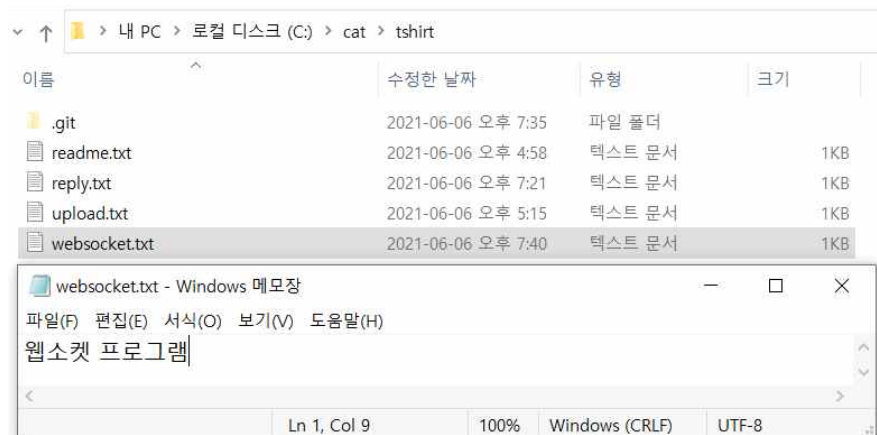 내 PC > 로컬 디스크 (C:) > cat > tshirt
이름 수정한 날짜 유형 크기
.git 2021-06-06 오후 7:35 파일 폴더
readme.txt 2021-06-06 오후 4:58 텍스트 문서 1KB
reply.txt 2021-06-06 오후 7:21 텍스트 문서 1KB
upload.txt 2021-06-06 오후 5:15 텍스트 문서 1KB
websocket.txt 2021-06-06 오후 7:40 텍스트 문서 1KB
websocket.txt - Windows 메모장
파일(F) 편집(E) 서식(O) 보기(V) 도움말(H)
웹소켓 프로그램
Ln 1, Col 9 100% Windows (CRLF) UTF-8